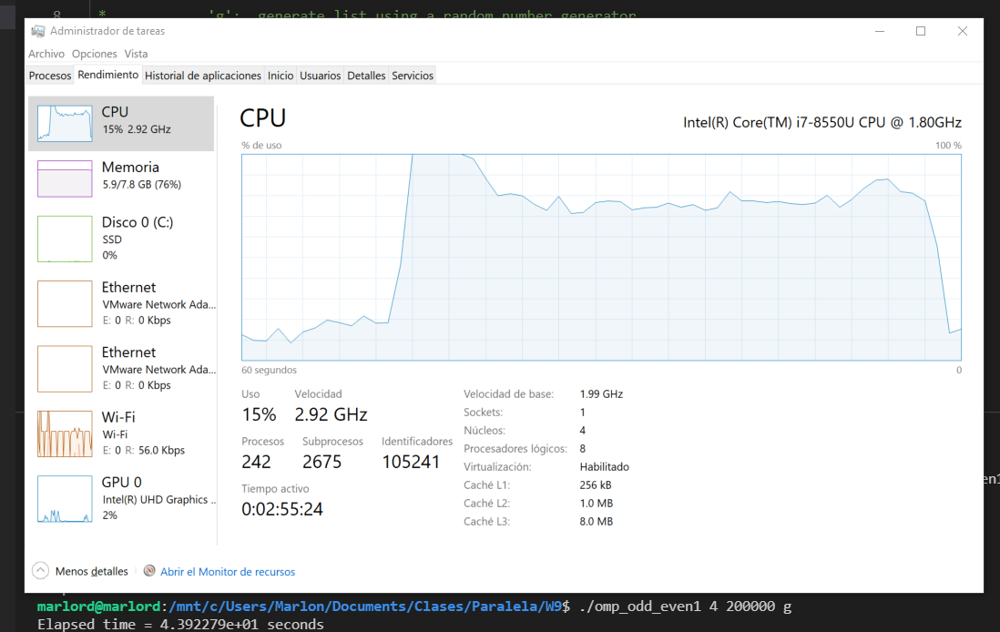 8 * 'g': generate list using a random number generator
Administrador de tareas
Archivo Opciones Vista
Procesos Rendimiento Historial de aplicaciones Inicio Usuarios Detalles Servicios
CPU
15% 2.92 GHz
Memoria
5.9/7.8 GB (76%)
Disco 0 (C:)
SSD
0%
Ethernet
VMware Network Ada...
E: 0 R: 0 Kbps
Ethernet
VMware Network Ada...
E: 0 R: 0 Kbps
Wi-Fi
Wi-Fi
E: 0 R: 56.0 Kbps
GPU 0
Intel(R) UHD Graphics ...
2%
CPU
Intel(R) Core(TM) i7-8550U CPU @ 1.80GHz
% de uso 100 %
60 segundos 0
Uso Velocidad
15% 2.92 GHz
Procesos Subprocesos Identificadores
242 2675 105241
Tiempo activo
0:02:55:24
Velocidad de base: 1.99 GHz
Sockets: 1
Núcleos: 4
Procesadores lógicos: 8
Virtualización: Habilitado
Caché L1: 256 kB
Caché L2: 1.0 MB
Caché L3: 8.0 MB
en1
Menos detalles Abrir el Monitor de recursos
marlord@marlord:/mnt/c/Users/Marlon/Documents/Clases/Paralela/W9$ ./omp_odd_even1 4 200000 g
Elapsed time = 4.392279e+01 seconds